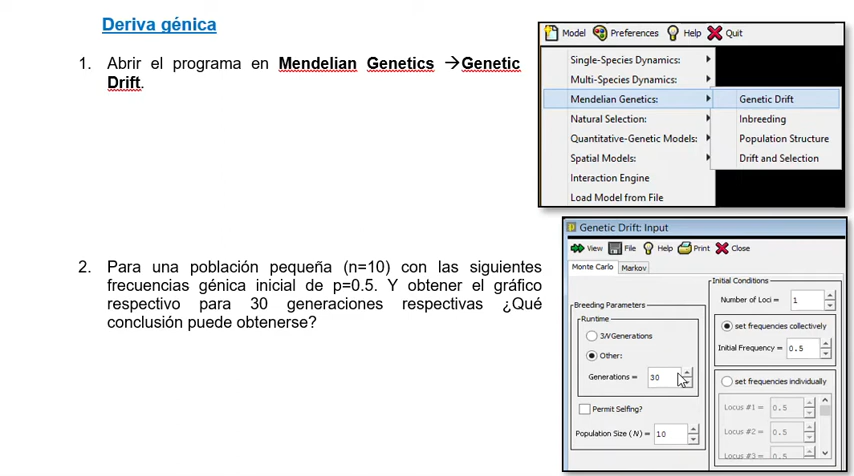 Deriva génica
1. Abrir el programa en Mendelian Genetics →Genetic
Drift.
Model Preferences Help Quit
Single-Species Dynamics:
Multi-Species Dynamics:
Mendelian Genetics:
Natural Selection:
Quantitative-Genetic Models:
Spatial Models:
Interaction Engine
Load Model from File
Genetic Drift
Inbreeding
Population Structure
Drift and Selection
2. Para una población pequeña (n=10) con las siguientes
frecuencias génica inicial de p=0.5. Y obtener el gráfico
respectivo para 30 generaciones respectivas ¿Qué
conclusión puede obtenerse?
Genetic Drift: Input
View File Help Print Close
Monte Carlo Markov
Breeding Parameters
Runtime
3N Generations
Other:
Generations = 30
Permit Selfing?
Population Size (N) = 10
Initial Conditions
Number of Loci = 1
set frequencies collectively
Initial Frequency = 0.5
set frequencies individually
Locus #1 = 0.5
Locus #2 = 0.5
Locus #3 = 0.5